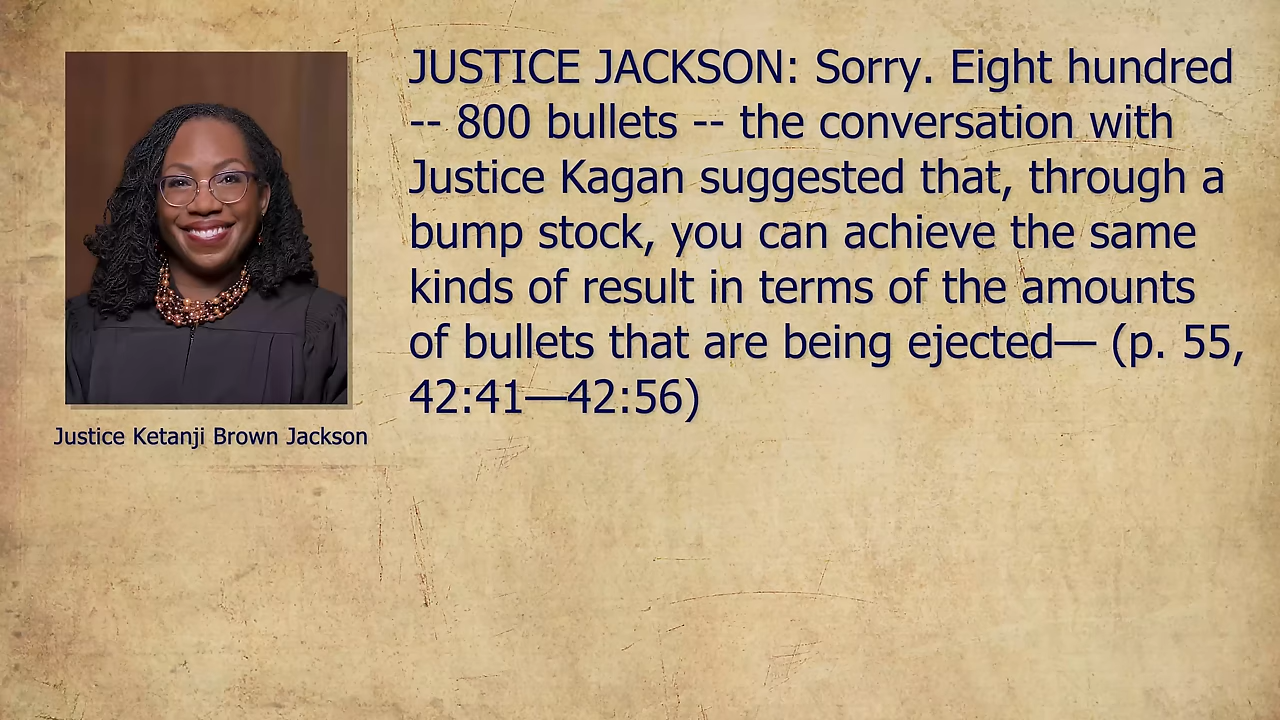 JUSTICE JACKSON: Sorry. Eight hundred
-- 800 bullets -- the conversation with
Justice Kagan suggested that, through a
bump stock, you can achieve the same
kinds of result in terms of the amounts
of bullets that are being ejected— (p. 55,
42:41—42:56)
Justice Ketanji Brown Jackson